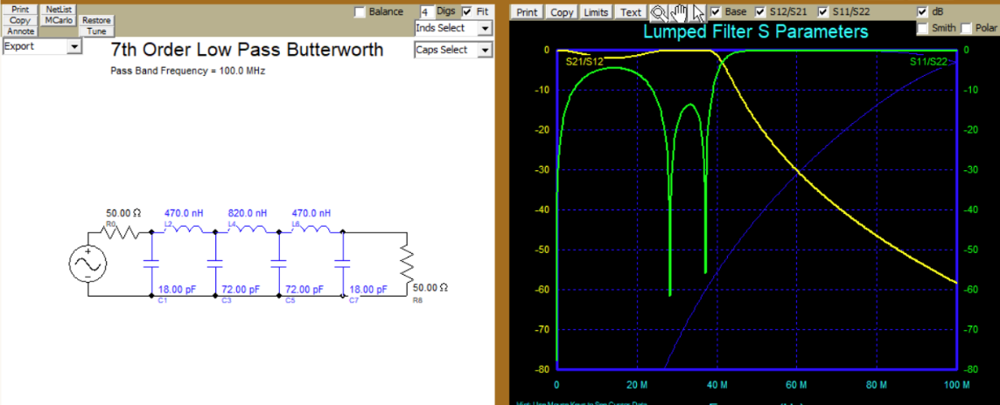 Print NetList
Copy MCarlo Restore
Annote Tune
Export
Balance 4 Digs Fit
Inds Select
Caps Select
7th Order Low Pass Butterworth
Pass Band Frequency = 100.0 MHz
50.00 Ω 470.0 nH 820.0 nH 470.0 nH
R0 L2 L4 L6
+
18.00 pF 72.00 pF 72.00 pF 18.00 pF 50.00 Ω
C1 C3 C5 C7 R8
Print Copy Limits Text Base S12/S21 S11/S22 dB
Smith Polar
Lumped Filter S Parameters
0 0
S21/S12 S11/S22
-10 -10
-20 -20
-30 -30
-40 -40
-50 -50
-60 -60
-70 -70
-80 -80
0 20 M 40 M 60 M 80 M 100 M